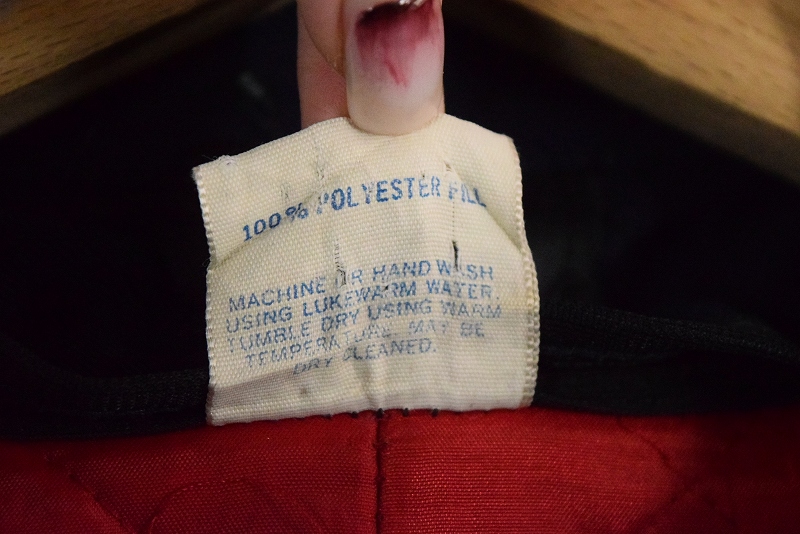 100% POLYESTER FILL
MACHINE OR HAND WASH
USING LUKEWARM WATER.
TUMBLE DRY USING WARM
TEMPERATURE. MAY BE
DRY CLEANED.